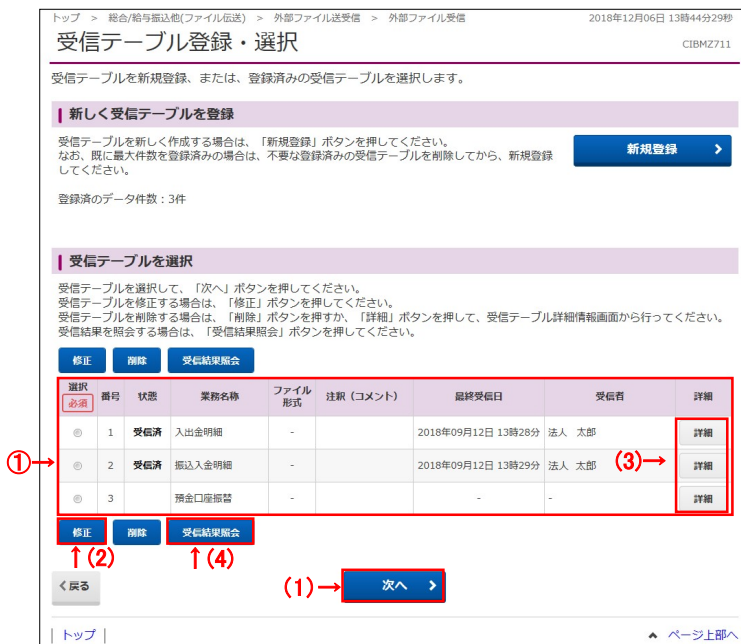 トップ > 総合/給与振込他(ファイル伝送) > 外部ファイル送受信 > 外部ファイル受信 2018年12月06日 13時44分29秒
受信テーブル登録・選択 CIBMZ711
受信テーブルを新規登録、または、登録済みの受信テーブルを選択します。
新しく受信テーブルを登録
受信テーブルを新しく作成する場合は、「新規登録」ボタンを押してください。
なお、既に最大件数を登録済みの場合は、不要な登録済みの受信テーブルを削除してから、新規登録
してください。
新規登録 >
登録済のデータ件数：3件
受信テーブルを選択
受信テーブルを選択して、「次へ」ボタンを押してください。
受信テーブルを修正する場合は、「修正」ボタンを押してください。
受信テーブルを削除する場合は、「削除」ボタンを押すか、「詳細」ボタンを押して、受信テーブル詳細情報画面から行ってください。
受信結果を照会する場合は、「受信結果照会」ボタンを押してください。
修正 削除 受信結果照会
選択 必須 番号 状態 業務名称 ファイル形式 注釈（コメント） 最終受信日 受信者 詳細
1 受信済 入出金明細 - 2018年09月12日 13時28分 法人 太郎 詳細
① → 2 受信済 振込入金明細 - 2018年09月12日 13時29分 法人 太郎 (3)→ 詳細
3 預金口座振替 - - - 詳細
修正 削除 受信結果照会
↑(2) ↑(4)
<戻る (1)→ 次へ >
| トップ | ページ上部へ